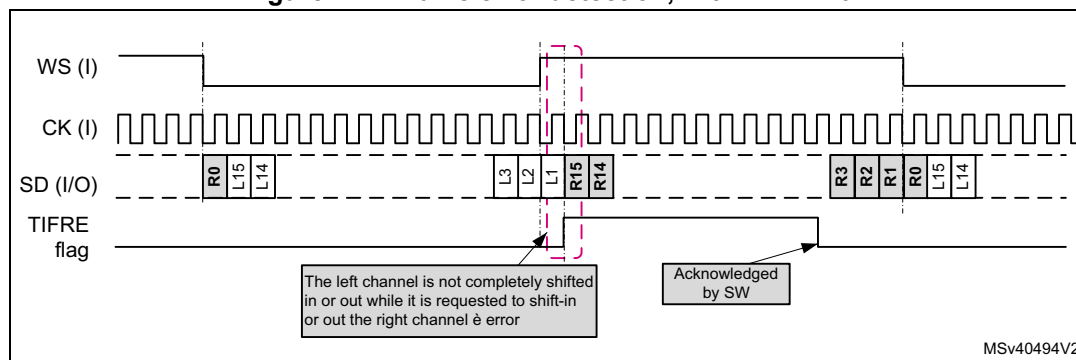 WS (I)
CK (I)
SD (I/O)
R0 L15 L14 L3 L2 L1 R15 R14 R3 R2 R1 R0 L15 L14
TIFRE
flag
The left channel is not completely shifted
in or out while it is requested to shift-in
or out the right channel è error
Acknowledged
by SW
MSv40494V2